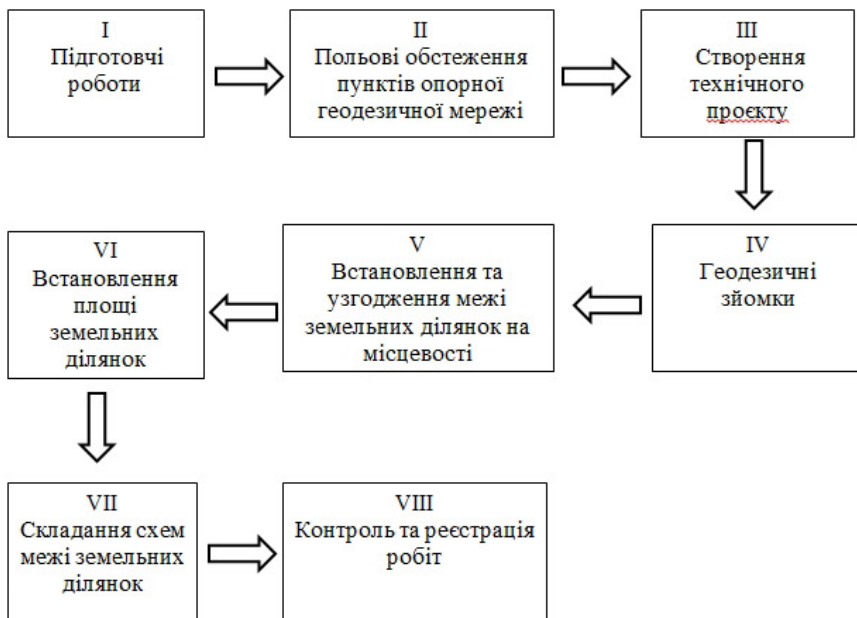 I
Підготовчі
роботи
II
Польові обстеження
пунктів опорної
геодезичної мережі
III
Створення
технічного
проєкту
IV
Геодезичні
зйомки
V
Встановлення та
узгодження межі
земельних ділянок на
місцевості
VI
Встановлення
площі
земельних
ділянок
VII
Складання схем
межі земельних
ділянок
VIII
Контроль та реєстрація
робіт